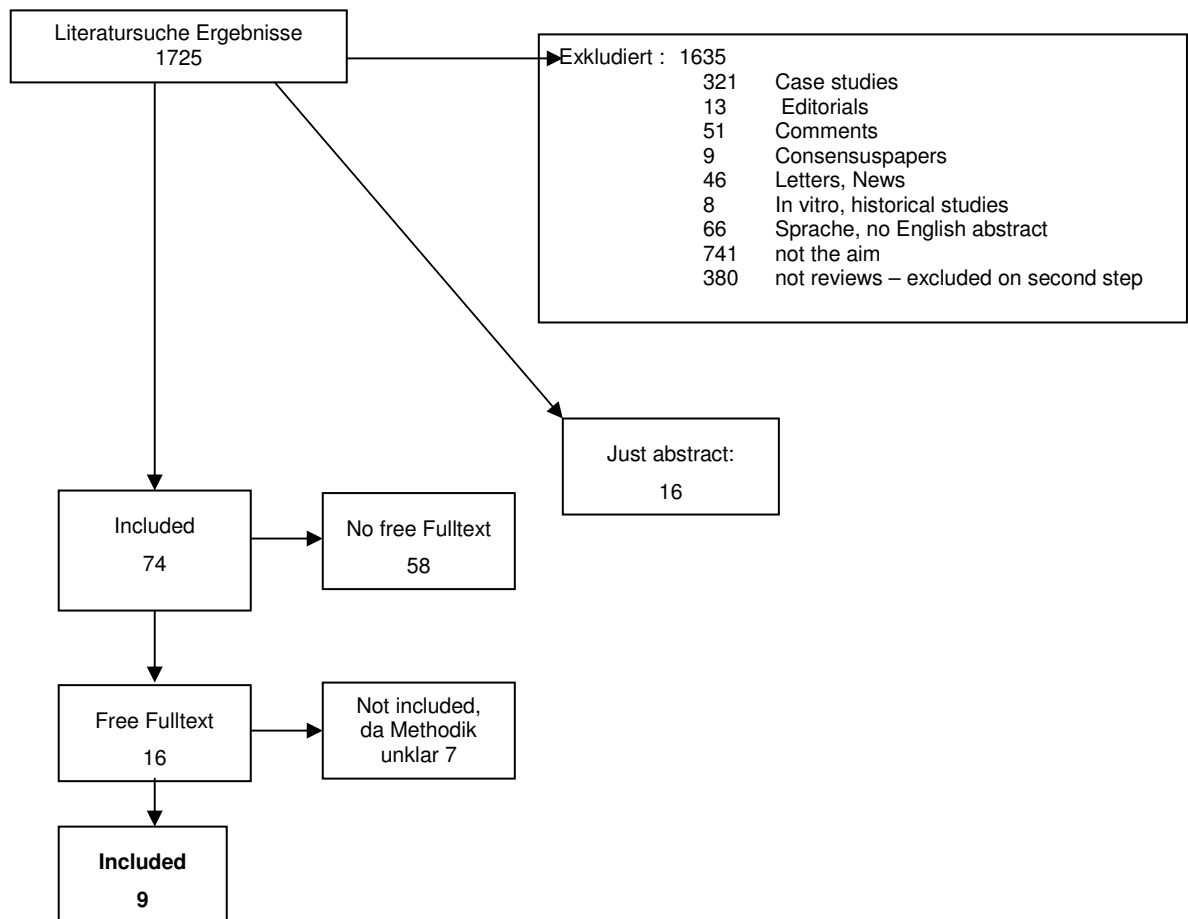 Literatursuche Ergebnisse
1725
Exkludiert : 1635
321 Case studies
13 Editorials
51 Comments
9 Consensuspapers
46 Letters, News
8 In vitro, historical studies
66 Sprache, no English abstract
741 not the aim
380 not reviews – excluded on second step
Just abstract:
16
Included
74
No free Fulltext
58
Free Fulltext
16
Not included,
da Methodik
unklar 7
Included
9